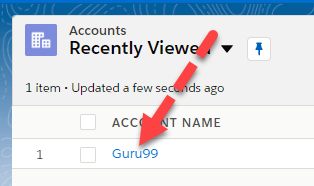 Accounts
Recently Viewed
1 item • Updated a few seconds ago
ACCOUNT NAME
1 Guru99